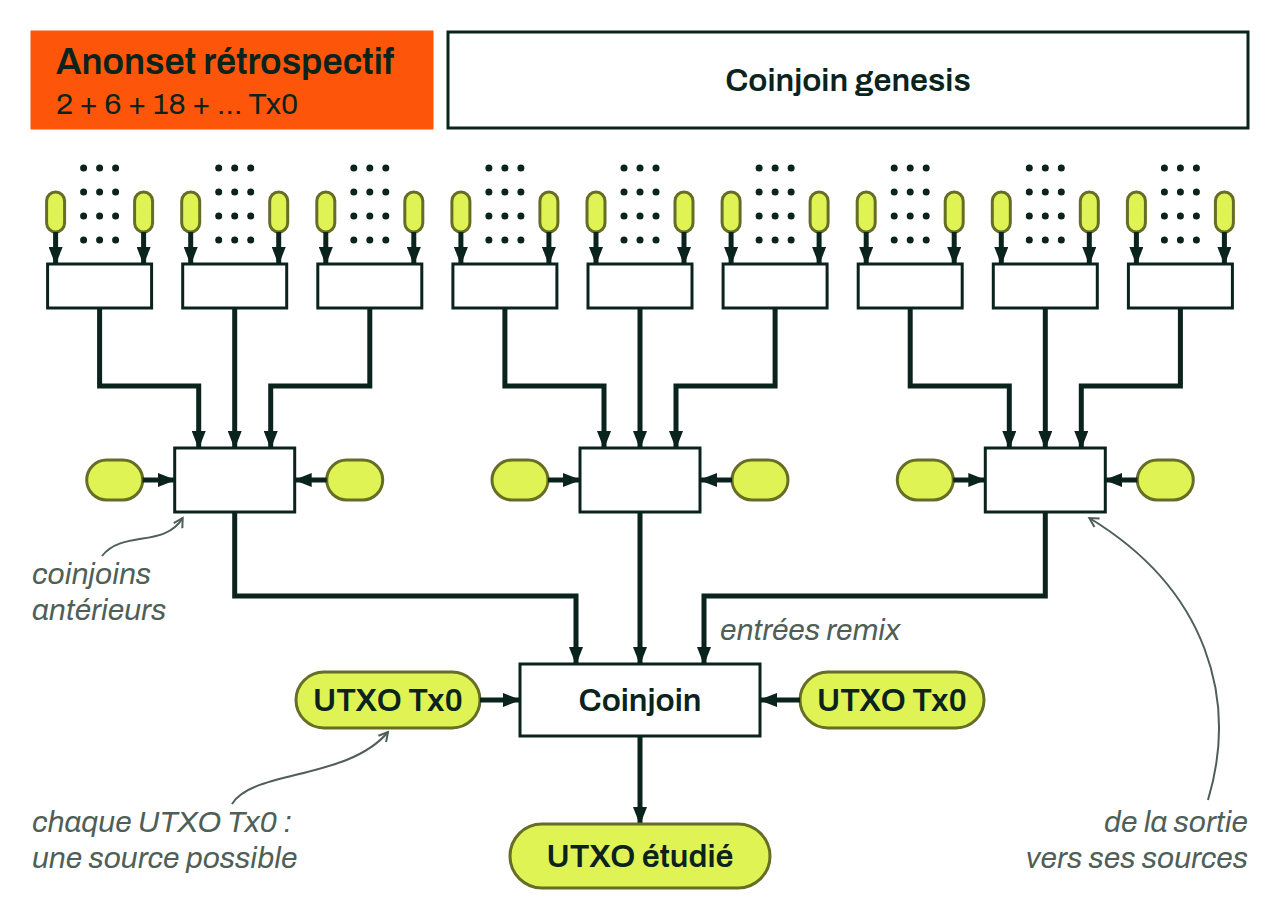 Anonset rétrospectif
2 + 6 + 18 + ... Tx0
Coinjoin genesis
coinjoins
antérieurs
entrées remix
UTXO Tx0
Coinjoin
UTXO Tx0
chaque UTXO Tx0 :
une source possible
UTXO étudié
de la sortie
vers ses sources